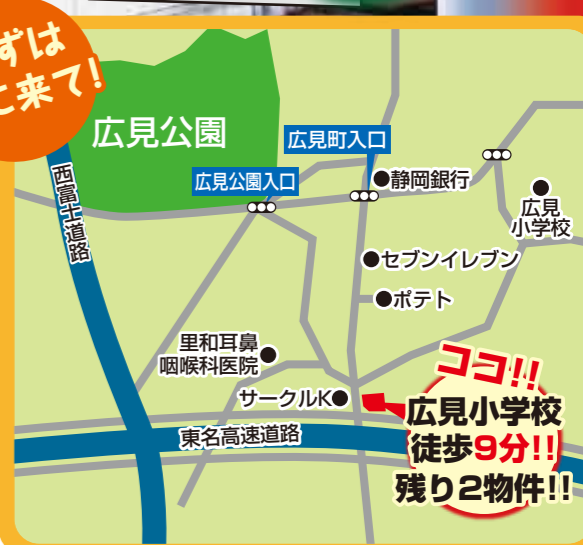 ずは
に来て!
広見公園
広見町入口
広見公園入口
静岡銀行
西富士道路
広見
小学校
セブンイレブン
ポテト
里和耳鼻
咽喉科医院
サークルK
東名高速道路
ココ!!
広見小学校
徒歩9分!!
残り2物件!!